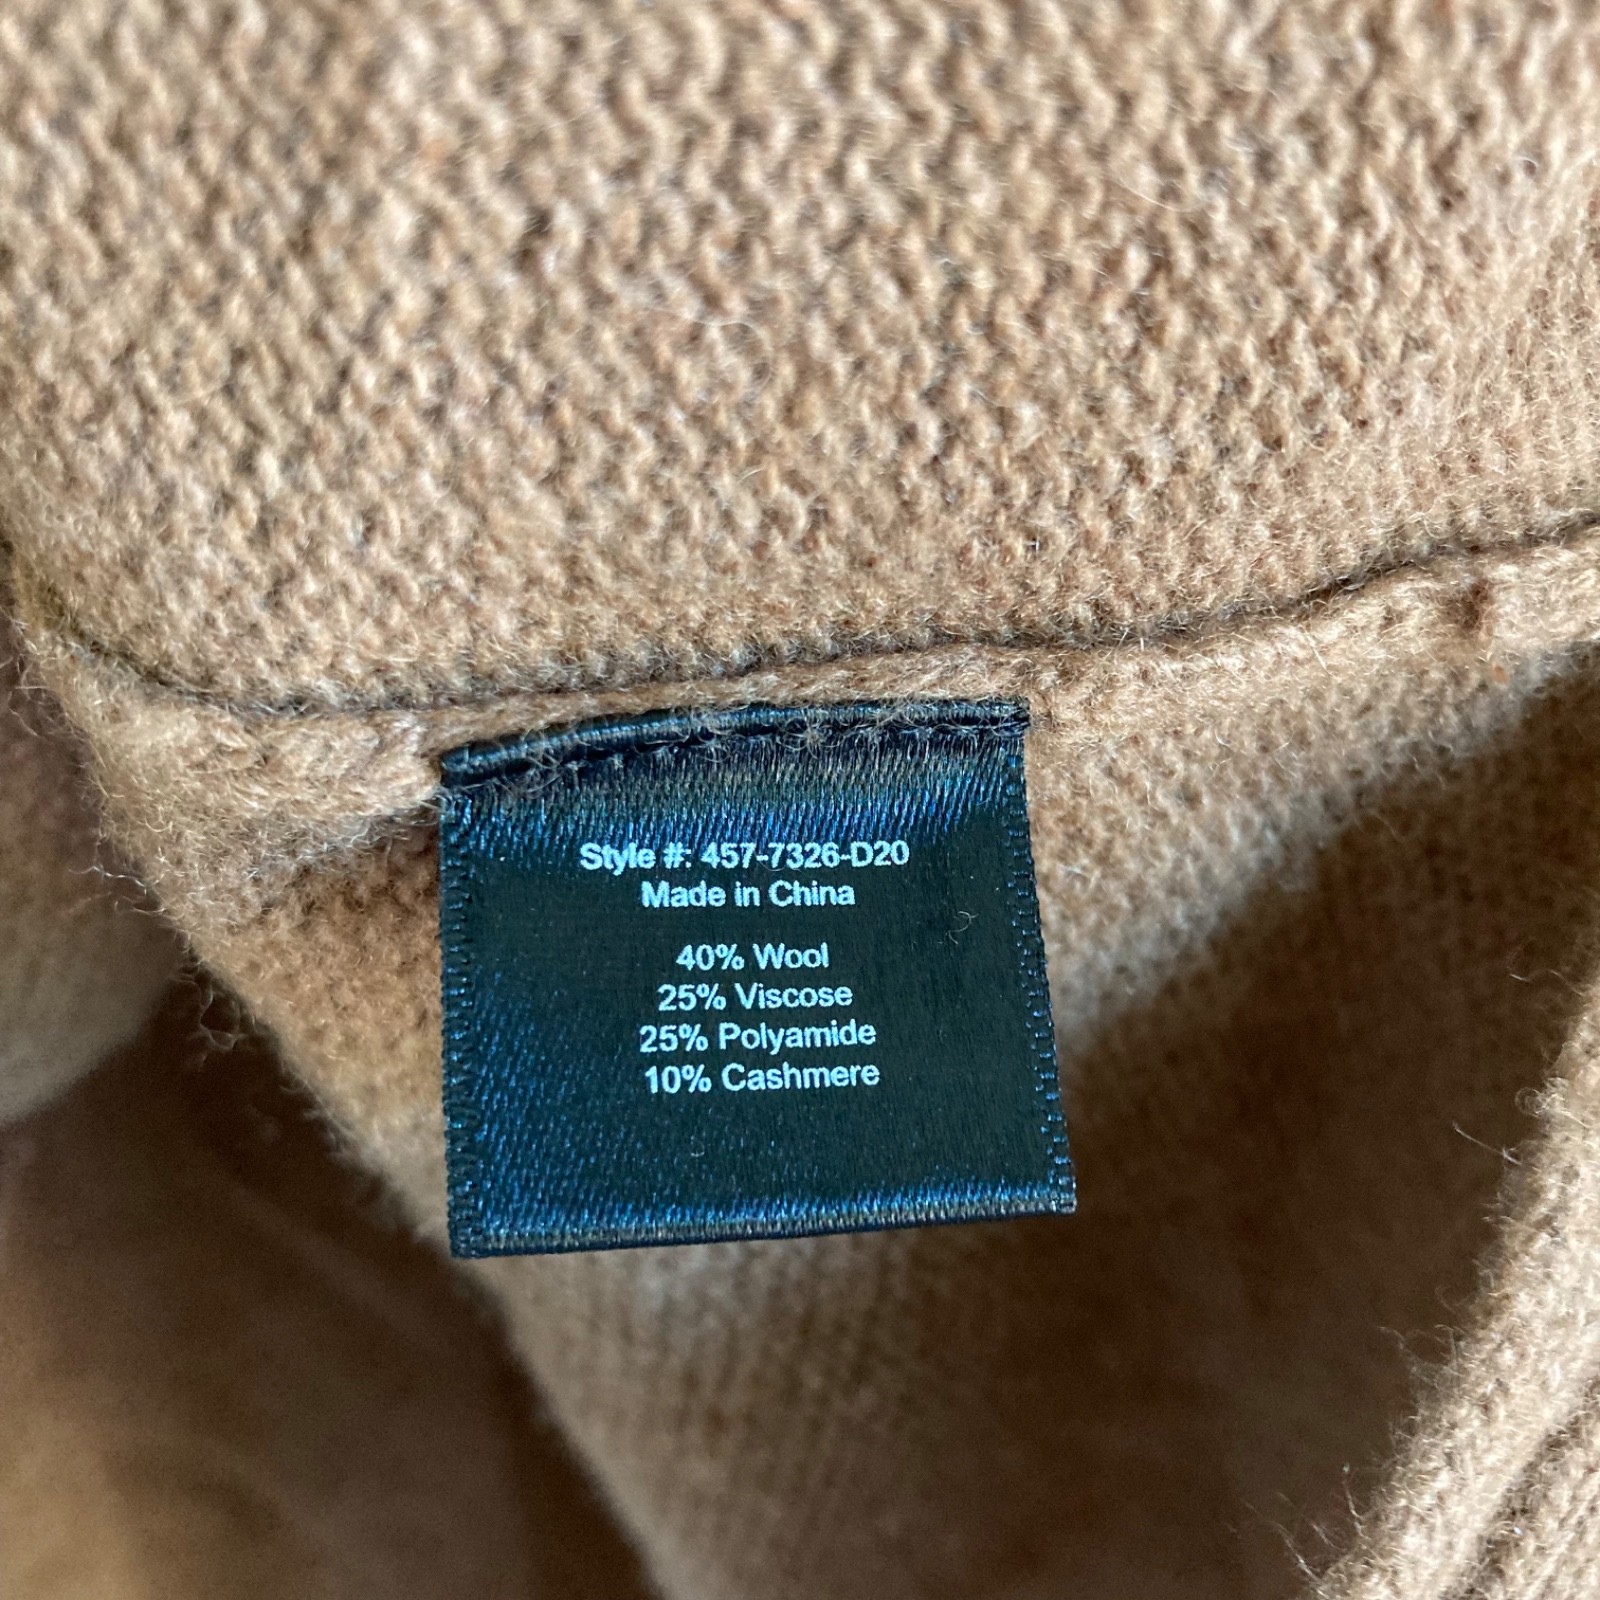 Style #: 457-7326-D20
Made in China
40% Wool
25% Viscose
25% Polyamide
10% Cashmere